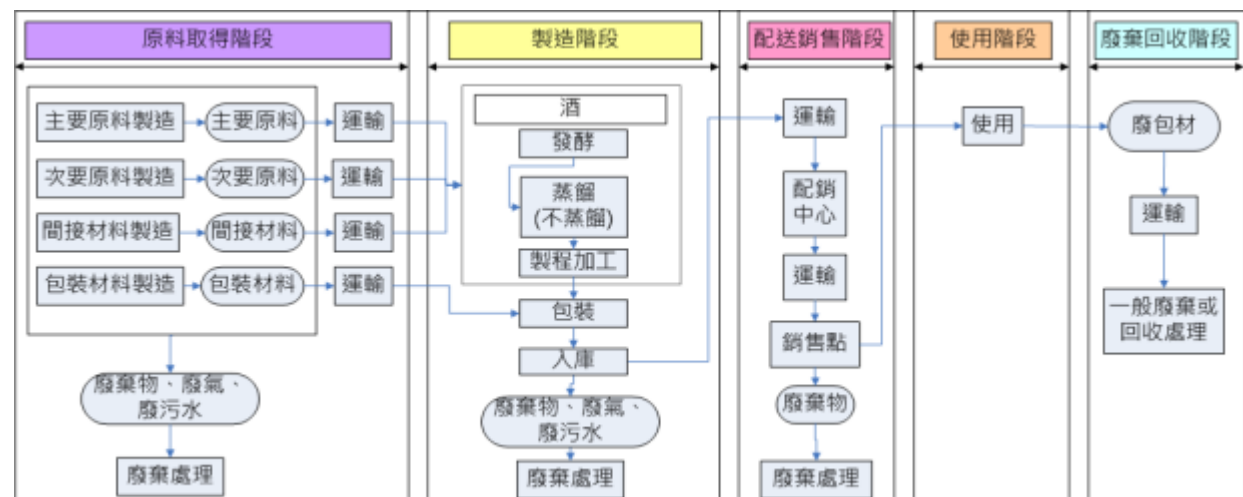 原料取得階段
主要原料製造
主要原料
運輸
次要原料製造
次要原料
運輸
間接材料製造
間接材料
運輸
包裝材料製造
包裝材料
運輸
廢棄物、廢氣、
廢污水
廢棄處理
製造階段
酒
發酵
蒸餾
(不蒸餾)
製程加工
包裝
入庫
廢棄物、廢氣、
廢污水
廢棄處理
配送銷售階段
運輸
配銷
中心
運輸
銷售點
廢棄物
廢棄處理
使用階段
使用
廢棄回收階段
廢包材
運輸
一般廢棄或
回收處理